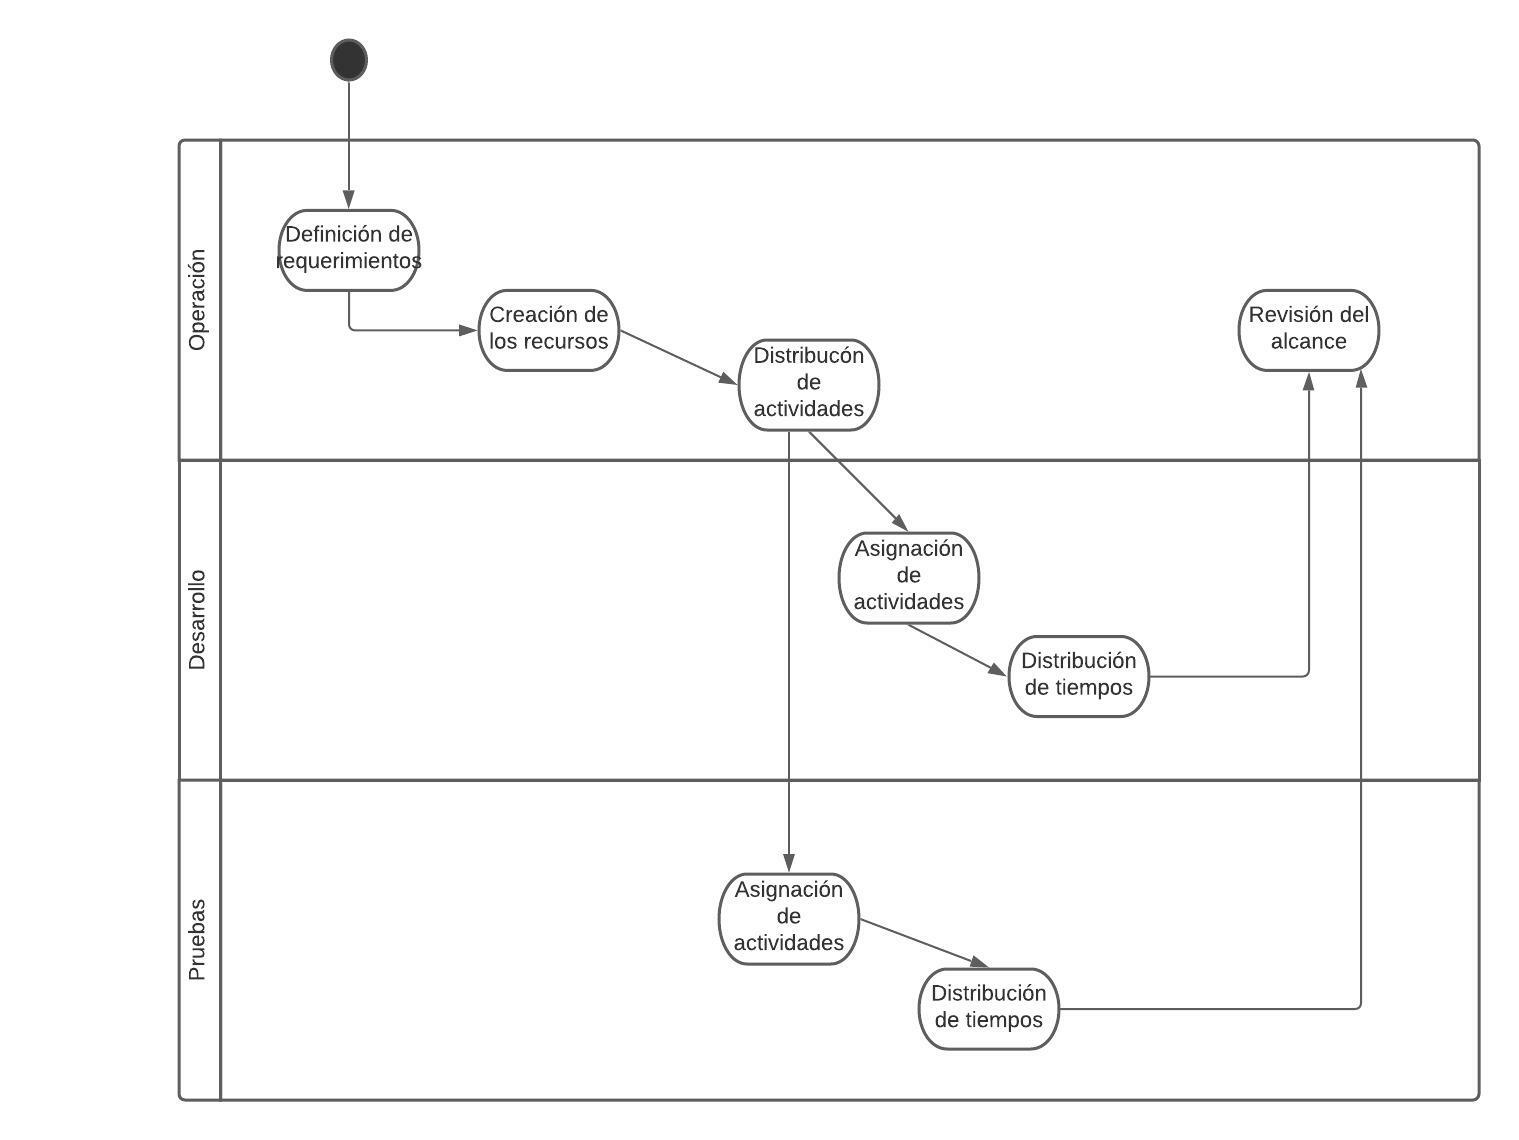 Operación
Definición de
requerimientos
Creación de
los recursos
Distribucón
de
actividades
Revisión del
alcance
Desarrollo
Asignación
de
actividades
Distribución
de tiempos
Pruebas
Asignación
de
actividades
Distribución
de tiempos